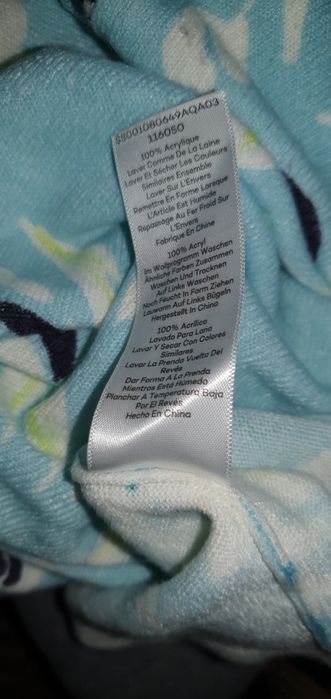 SS001080649AQA03
116050
100% Acrylique
Laver Comme De La Laine
Laver Et Sécher Les Couleurs
Similaires Ensemble
Laver Sur L'Envers
Remettre En Forme Lorsque
L'Article Est Humide
Repassage Au Fer Froid Sur
L'Envers
Fabrique En Chine
100% Acryl
Im Wollprogramm Waschen
Ähnliche Farben Zusammen
Waschen Und Trocknen
Auf Links Waschen
Noch Feucht In Form Ziehen
Lauwarm Auf Links Bügeln
Hergestellt In China
100% Acrílico
Lavado Para Lana
Lavar Y Secar Con Colores
Similares
Lavar La Prenda Vuelta Del
Revés
Dar Forma A La Prenda
Mientras Esté Húmeda
Planchar A Temperatura Baja
Por El Revés
Hecho En China